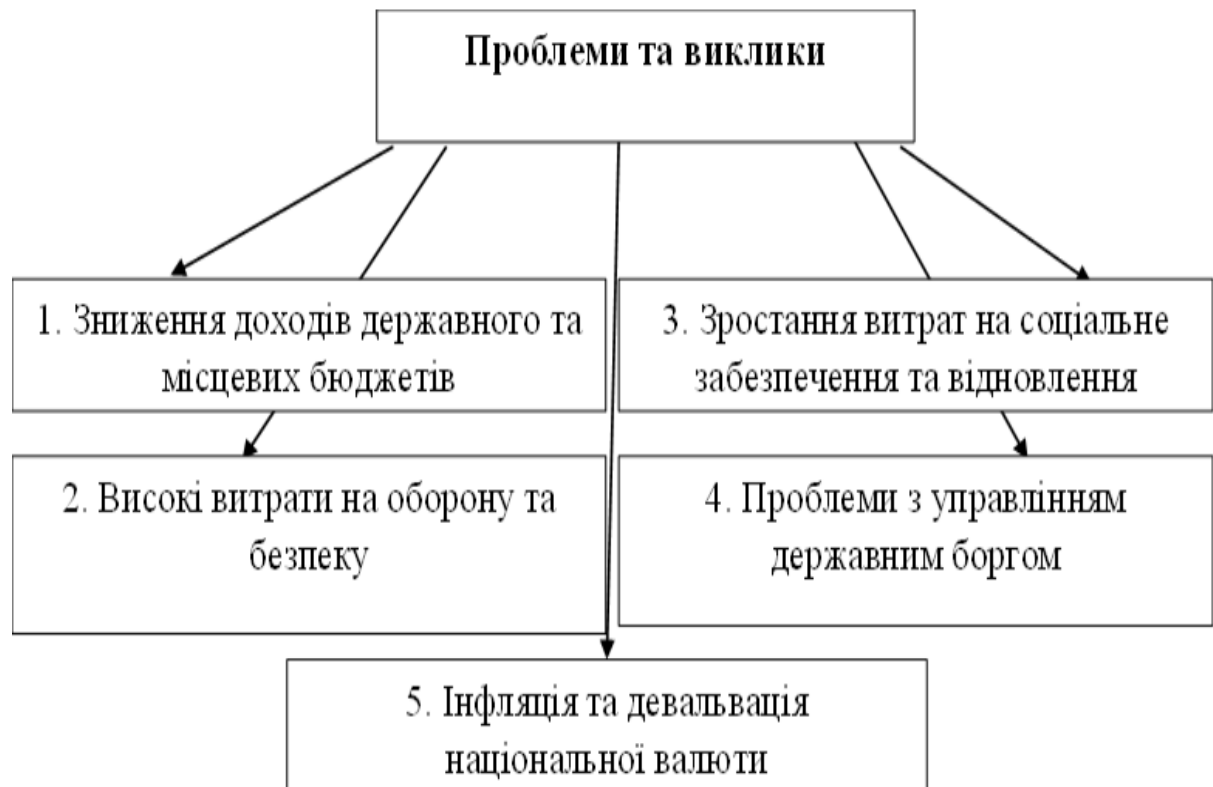 Проблеми та виклики
1. Зниження доходів державного та
місцевих бюджетів
2. Високі витрати на оборону та
безпеку
3. Зростання витрат на соціальне
забезпечення та відновлення
4. Проблеми з управлінням
державним боргом
5. Інфляція та девальвація
національної валюти